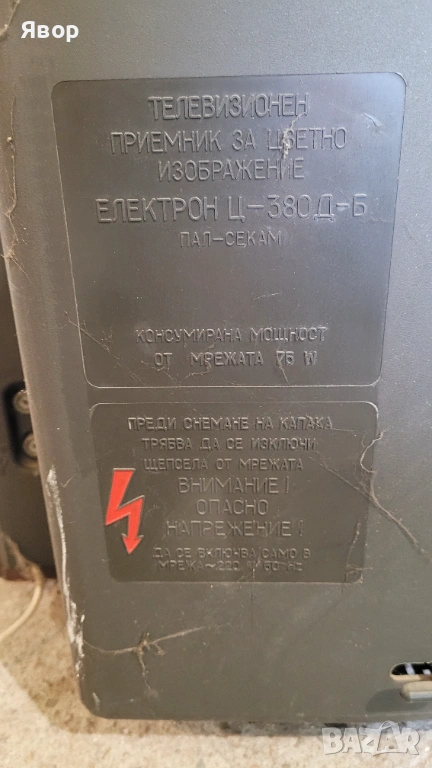 Явор
ТЕЛЕВИЗИОНЕН
ПРИЕМНИК ЗА ЦВЕТНО
ИЗОБРАЖЕНИЕ
ЕЛЕКТРОН Ц-380Д-Б
ПАЛ-СЕКАМ
КОНСУМИРАНА МОЩНОСТ
ОТ МРЕЖАТА 75 W
ПРЕДИ СНЕМАНЕ НА КАПАКА
ТРЯБВА ДА СЕ ИЗКЛЮЧИ
ЩЕПСЕЛА ОТ МРЕЖАТА
ВНИМАНИЕ!
ОПАСНО
НАПРЕЖЕНИЕ!
ДА СЕ ВКЛЮЧВА САМО В
МРЕЖА~220 V 50 Hz
BAZAR